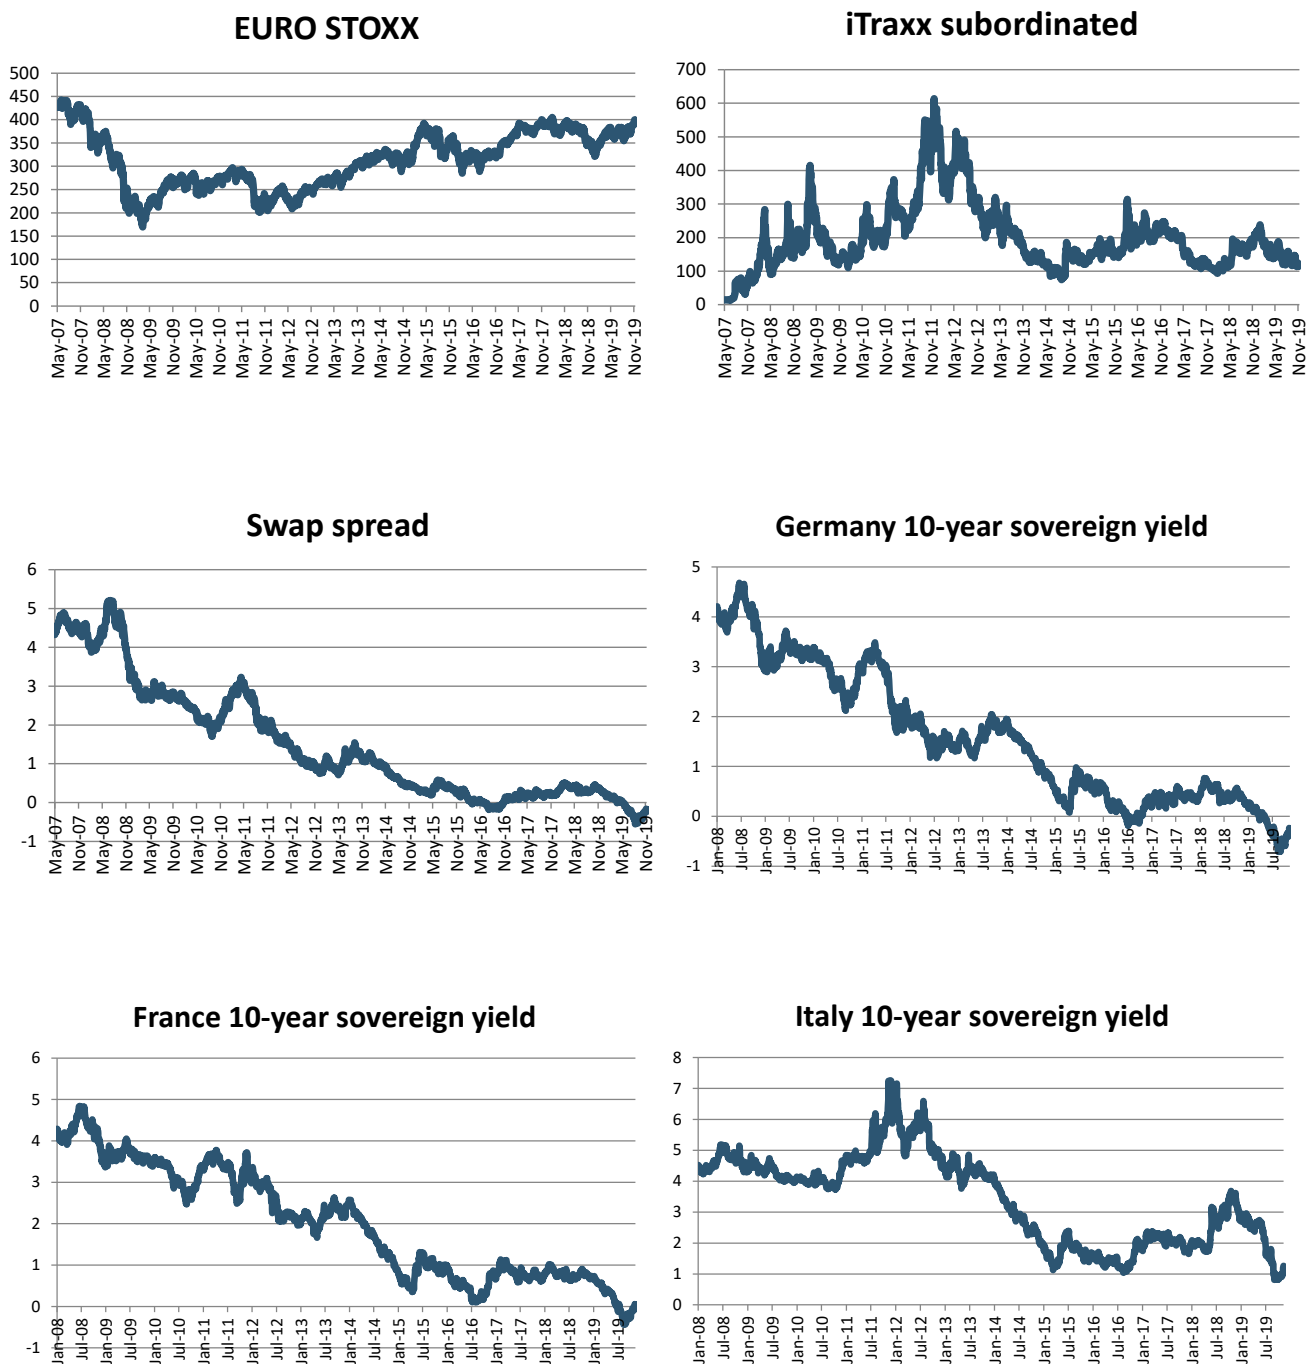 EURO STOXX
500
450
400
350
300
250
200
150
100
50
0
May-07
Nov-07
May-08
Nov-08
May-09
Nov-09
May-10
Nov-10
May-11
Nov-11
May-12
Nov-12
May-13
Nov-13
May-14
Nov-14
May-15
Nov-15
May-16
Nov-16
May-17
Nov-17
May-18
Nov-18
May-19
Nov-19
iTraxx subordinated
700
600
500
400
300
200
100
0
May-07
Nov-07
May-08
Nov-08
May-09
Nov-09
May-10
Nov-10
May-11
Nov-11
May-12
Nov-12
May-13
Nov-13
May-14
Nov-14
May-15
Nov-15
May-16
Nov-16
May-17
Nov-17
May-18
Nov-18
May-19
Nov-19
Swap spread
6
5
4
3
2
1
0
-1
May-07
Nov-07
May-08
Nov-08
May-09
Nov-09
May-10
Nov-10
May-11
Nov-11
May-12
Nov-12
May-13
Nov-13
May-14
Nov-14
May-15
Nov-15
May-16
Nov-16
May-17
Nov-17
May-18
Nov-18
May-19
Nov-19
Germany 10-year sovereign yield
5
4
3
2
1
0
-1
Jan-08
Jul-08
Jan-09
Jul-09
Jan-10
Jul-10
Jan-11
Jul-11
Jan-12
Jul-12
Jan-13
Jul-13
Jan-14
Jul-14
Jan-15
Jul-15
Jan-16
Jul-16
Jan-17
Jul-17
Jan-18
Jul-18
Jan-19
Jul-19
France 10-year sovereign yield
6
5
4
3
2
1
0
-1
Jan-08
Jul-08
Jan-09
Jul-09
Jan-10
Jul-10
Jan-11
Jul-11
Jan-12
Jul-12
Jan-13
Jul-13
Jan-14
Jul-14
Jan-15
Jul-15
Jan-16
Jul-16
Jan-17
Jul-17
Jan-18
Jul-18
Jan-19
Jul-19
Italy 10-year sovereign yield
8
7
6
5
4
3
2
1
0
Jan-08
Jul-08
Jan-09
Jul-09
Jan-10
Jul-10
Jan-11
Jul-11
Jan-12
Jul-12
Jan-13
Jul-13
Jan-14
Jul-14
Jan-15
Jul-15
Jan-16
Jul-16
Jan-17
Jul-17
Jan-18
Jul-18
Jan-19
Jul-19